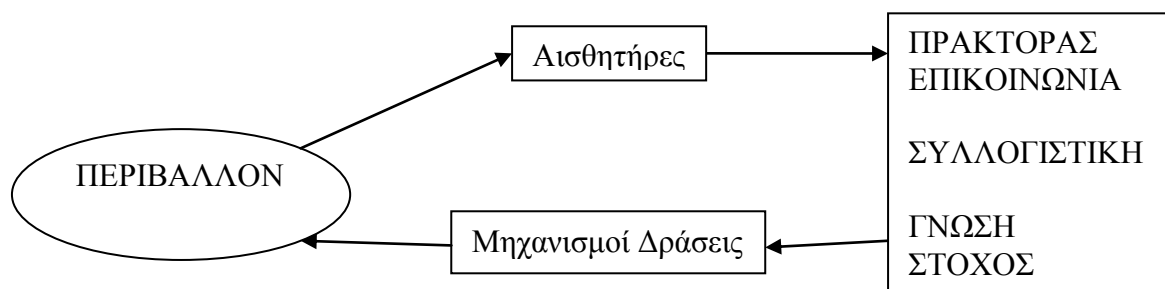 Αισθητήρες
ΠΡΑΚΤΟΡΑΣ
ΕΠΙΚΟΙΝΩΝΙΑ
ΣΥΛΛΟΓΙΣΤΙΚΗ
ΓΝΩΣΗ
ΣΤΟΧΟΣ
ΠΕΡΙΒΑΛΛΟΝ
Μηχανισμοί Δράσεις